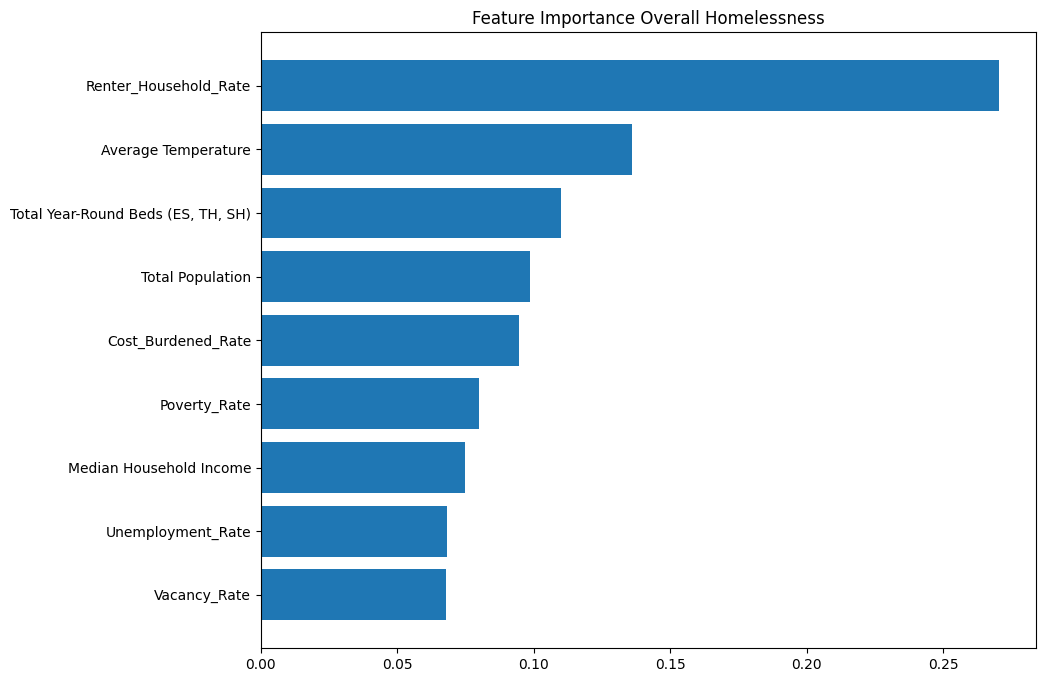 Feature Importance Overall Homelessness
Renter_Household_Rate
Average Temperature
Total Year-Round Beds (ES, TH, SH)
Total Population
Cost_Burdened_Rate
Poverty_Rate
Median Household Income
Unemployment_Rate
Vacancy_Rate
0.00 0.05 0.10 0.15 0.20 0.25